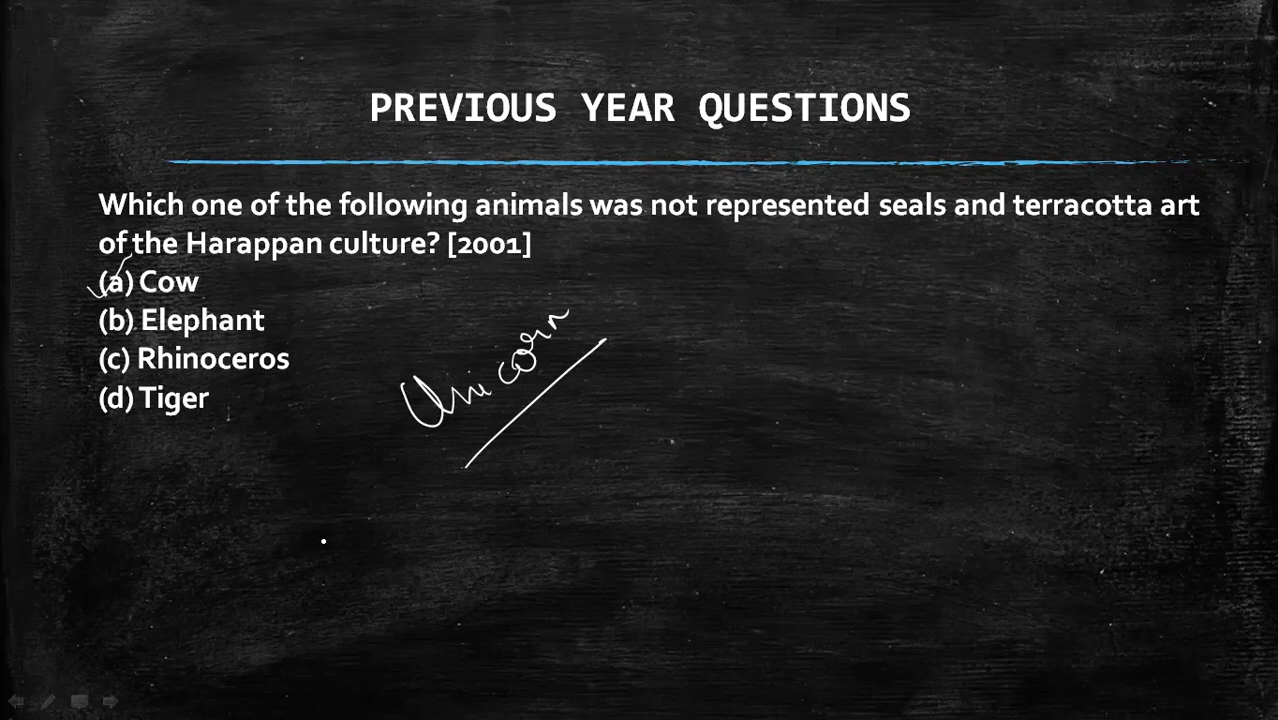 PREVIOUS YEAR QUESTIONS
Which one of the following animals was not represented seals and terracotta art
of the Harappan culture? [2001]
(a) Cow
(b) Elephant
(c) Rhinoceros
(d) Tiger
Unicorn